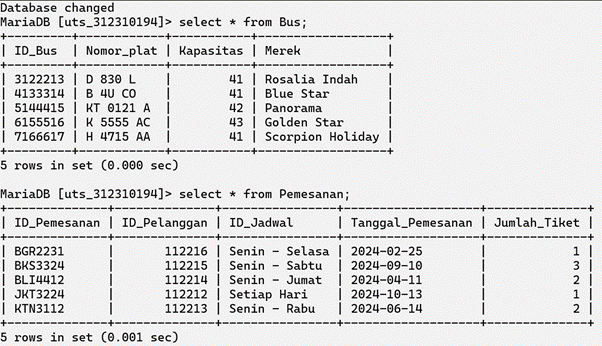 Database changed
MariaDB [uts_312310194]> select * from Bus;
+---------+------------+-----------+------------------+
| ID_Bus  | Nomor_plat | Kapasitas | Merek            |
+---------+------------+-----------+------------------+
| 3122213 | D 830 L    |        41 | Rosalia Indah    |
| 4133314 | B 4U CO    |        41 | Blue Star        |
| 5144415 | KT 0121 A  |        42 | Panorama         |
| 6155516 | K 5555 AC  |        43 | Golden Star      |
| 7166617 | H 4715 AA  |        41 | Scorpion Holiday |
+---------+------------+-----------+------------------+
5 rows in set (0.000 sec)
MariaDB [uts_312310194]> select * from Pemesanan;
+--------------+--------------+----------------+-------------------+--------------+
| ID_Pemesanan | ID_Pelanggan | ID_Jadwal      | Tanggal_Pemesanan | Jumlah_Tiket |
+--------------+--------------+----------------+-------------------+--------------+
| BGR2231      |       112216 | Senin - Selasa | 2024-02-25        |            1 |
| BKS3324      |       112215 | Senin - Sabtu  | 2024-09-10        |            3 |
| BLI4412      |       112214 | Senin - Jumat  | 2024-04-11        |            2 |
| JKT3224      |       112212 | Setiap Hari    | 2024-10-13        |            1 |
| KTN3112      |       112213 | Senin - Rabu   | 2024-06-14        |            2 |
+--------------+--------------+----------------+-------------------+--------------+
5 rows in set (0.001 sec)